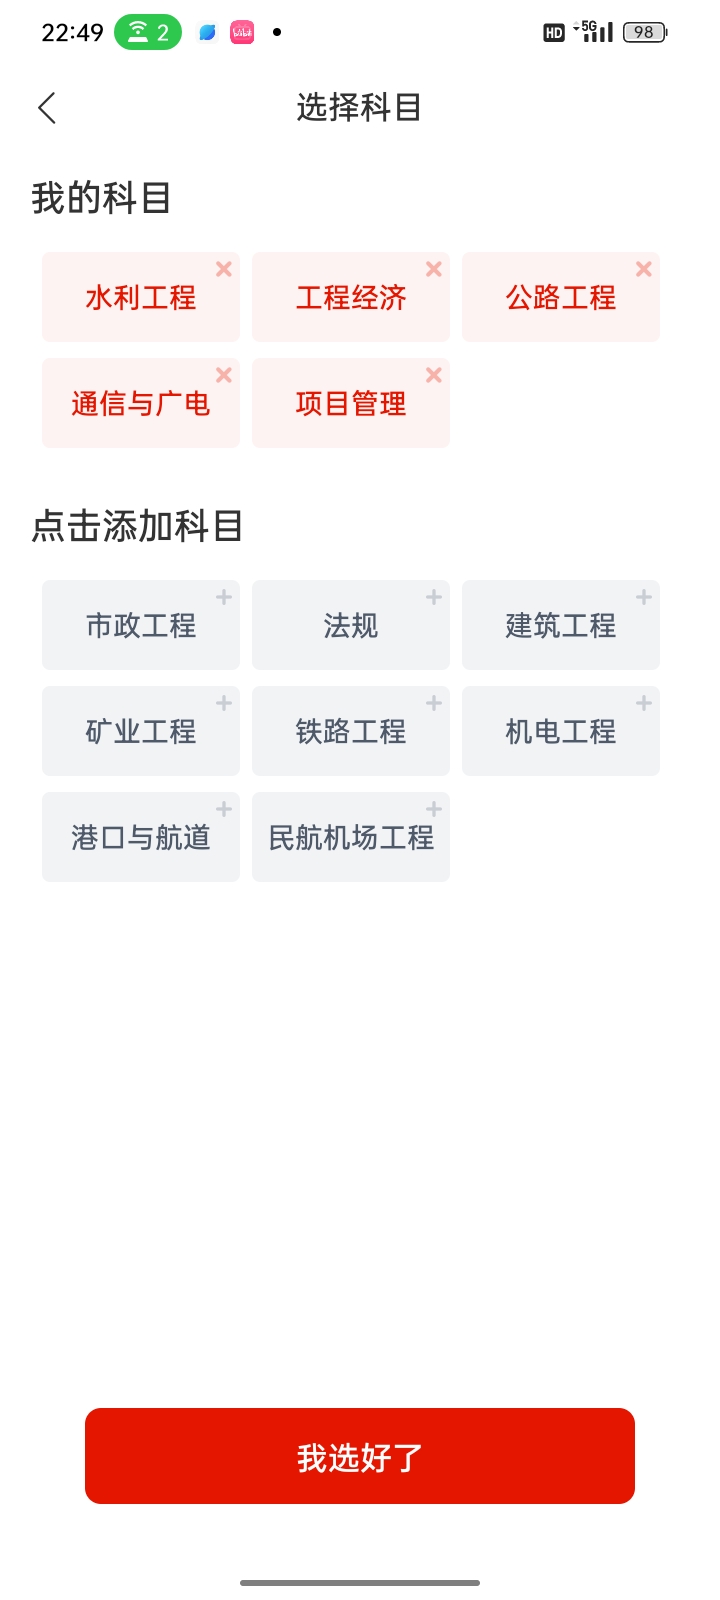 22:49 2 HD 5G 98
选择科目
我的科目
水利工程 工程经济 公路工程
通信与广电 项目管理
点击添加科目
市政工程 法规 建筑工程
矿业工程 铁路工程 机电工程
港口与航道 民航机场工程
我选好了